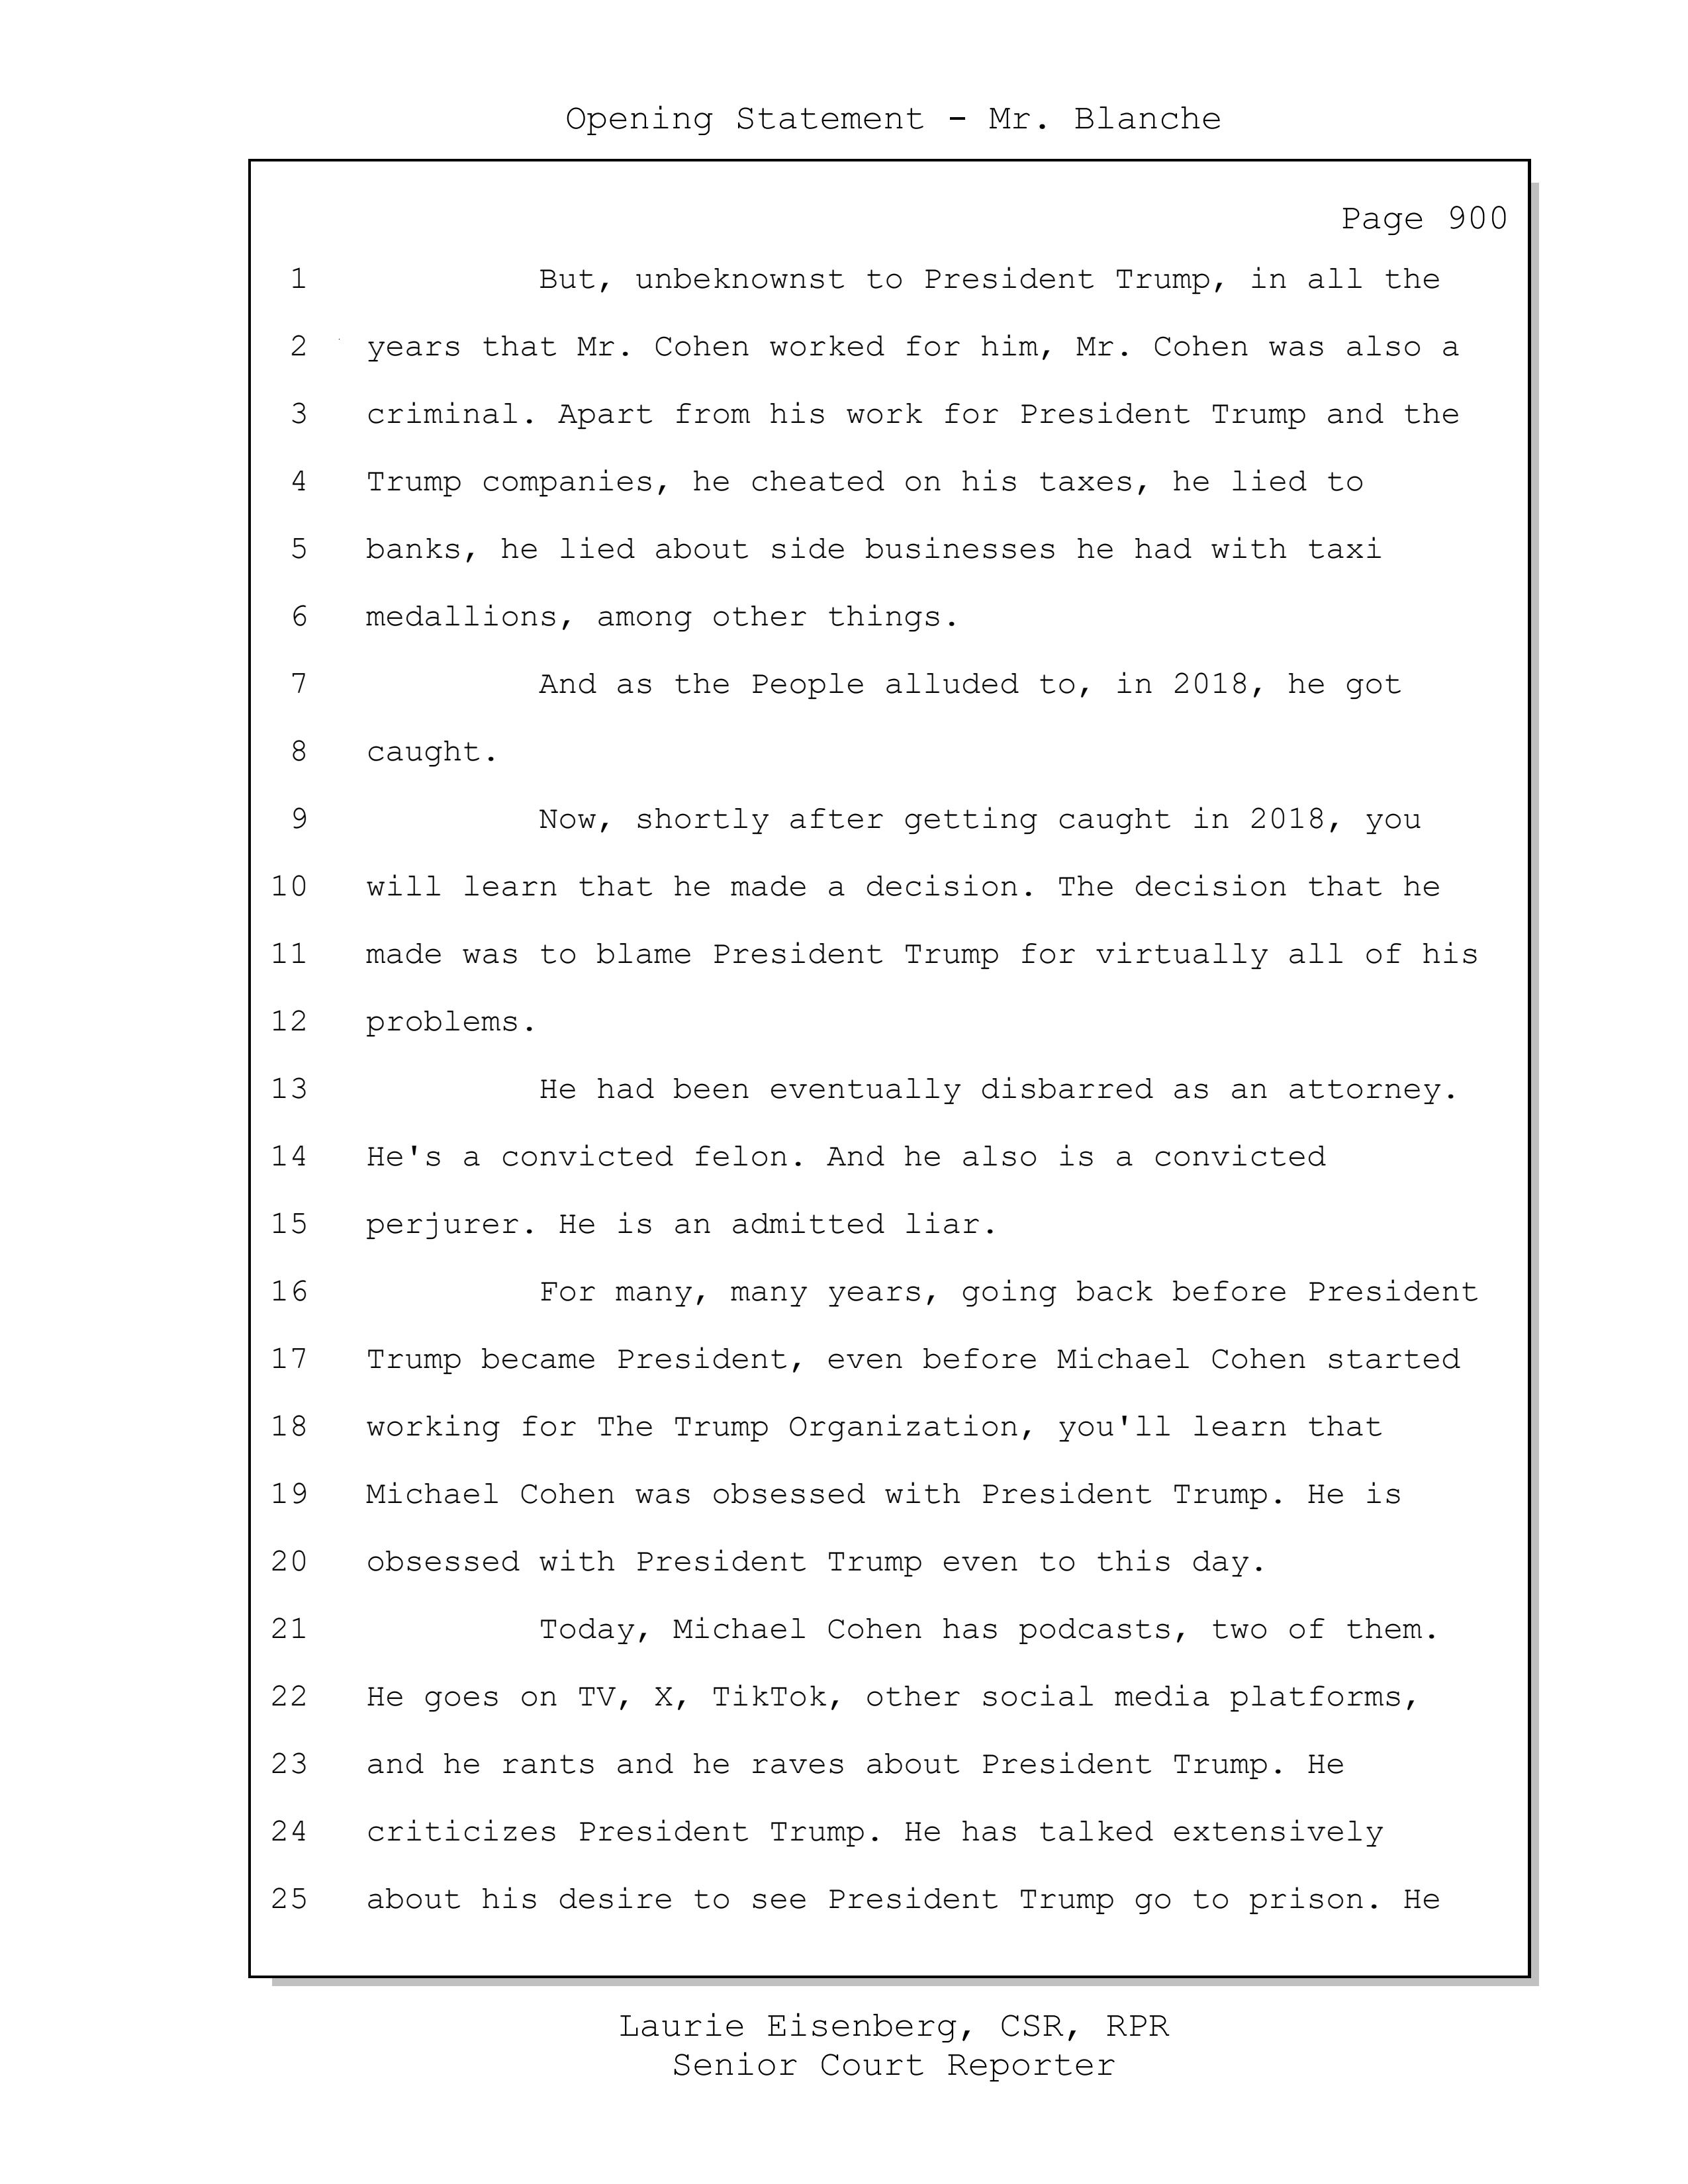 Opening Statement - Mr. Blanche
Page 900
1 But, unbeknownst to President Trump, in all the
2 years that Mr. Cohen worked for him, Mr. Cohen was also a
3 criminal. Apart from his work for President Trump and the
4 Trump companies, he cheated on his taxes, he lied to
5 banks, he lied about side businesses he had with taxi
6 medallions, among other things.
7 And as the People alluded to, in 2018, he got
8 caught.
9 Now, shortly after getting caught in 2018, you
10 will learn that he made a decision. The decision that he
11 made was to blame President Trump for virtually all of his
12 problems.
13 He had been eventually disbarred as an attorney.
14 He's a convicted felon. And he also is a convicted
15 perjurer. He is an admitted liar.
16 For many, many years, going back before President
17 Trump became President, even before Michael Cohen started
18 working for The Trump Organization, you'll learn that
19 Michael Cohen was obsessed with President Trump. He is
20 obsessed with President Trump even to this day.
21 Today, Michael Cohen has podcasts, two of them.
22 He goes on TV, X, TikTok, other social media platforms,
23 and he rants and he raves about President Trump. He
24 criticizes President Trump. He has talked extensively
25 about his desire to see President Trump go to prison. He
Laurie Eisenberg, CSR, RPR
Senior Court Reporter